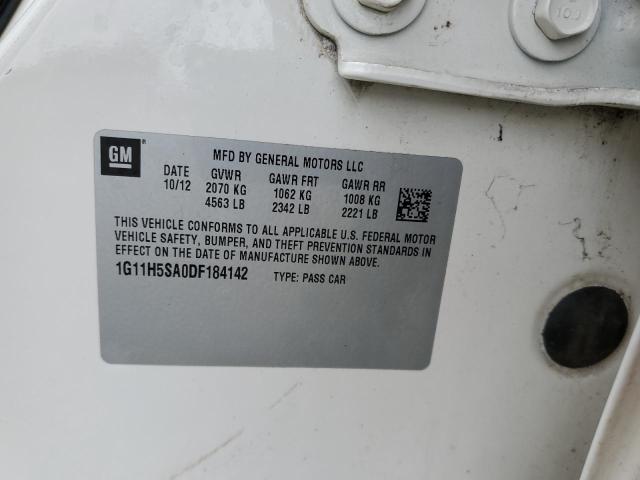 10.9
GM
MFD BY GENERAL MOTORS LLC
DATE GVWR GAWR FRT GAWR RR
10/12 2070 KG 1062 KG 1008 KG
4563 LB 2342 LB 2221 LB
THIS VEHICLE CONFORMS TO ALL APPLICABLE U.S. FEDERAL MOTOR
VEHICLE SAFETY, BUMPER, AND THEFT PREVENTION STANDARDS IN
EFFECT ON THE DATE OF MANUFACTURE SHOWN ABOVE.
1G11H5SA0DF184142 TYPE: PASS CAR